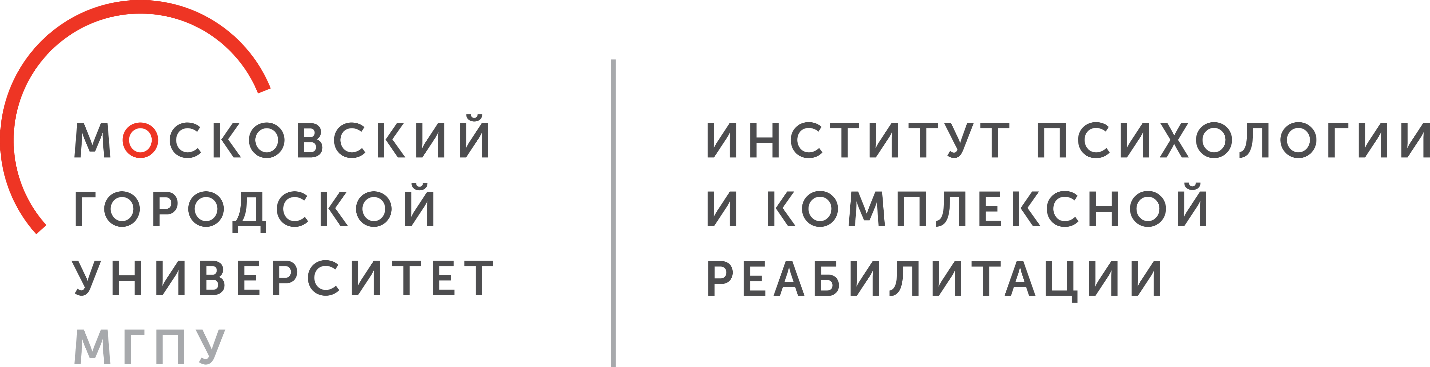 МОСКОВСКИЙ
ГОРОДСКОЙ
УНИВЕРСИТЕТ
МГПУ
ИНСТИТУТ ПСИХОЛОГИИ
И КОМПЛЕКСНОЙ
РЕАБИЛИТАЦИИ